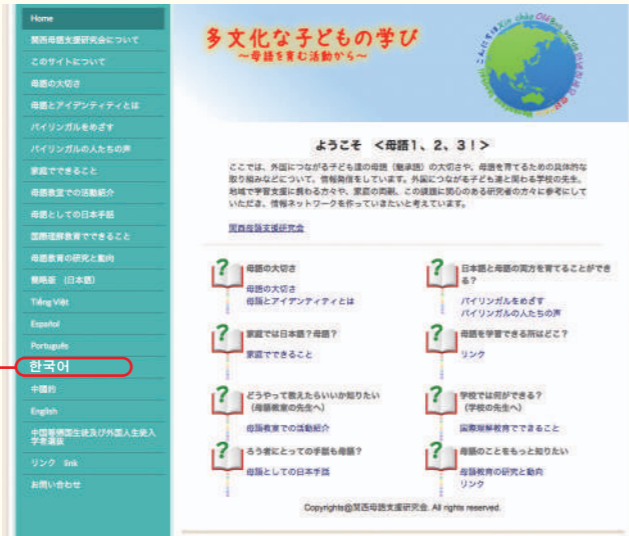 Home
関西母語支援研究会について
このサイトについて
母語の大切さ
母語とアイデンティティとは
バイリンガルをめざす
バイリンガルの人たちの声
家庭でできること
母語教室での活動紹介
母語としての日本手話
国際理解教育でできること
母語教育の研究と動向
簡略版 (日本語)
Tiếng Việt
Español
Português
한국어
中國的
English
中国等帰国生徒及び外国人生徒入
学者選抜
リンク link
お問い合わせ
多文化な子どもの学び
～母語を育む活動から～
ようこそ <母語1、2、3!>
ここでは、外国につながる子ども達の母語(継承語)の大切さや、母語を育てるための具体的な
取り組みなどについて、情報発信をしています。外国につながる子ども達と関わる学校の先生、
地域で学習支援に携わる方々や、家庭の両親、この課題に関心のある研究者の方々に参考にして
いただき、情報ネットワークを作っていきたいと考えています。
関西母語支援研究会
母語の大切さ
母語の大切さ
母語とアイデンティティとは
日本語と母語の両方を育てることができ
る?
バイリンガルをめざす
バイリンガルの人たちの声
家庭では日本語?母語?
家庭でできること
母語を学習できる所はどこ?
リンク
どうやって教えたらいいか知りたい
(母語教室の先生へ)
母語教室での活動紹介
学校では何ができる?
(学校の先生へ)
国際理解教育でできること
ろう者にとっての手話も母語?
母語としての日本手話
母語のことをもっと知りたい
母語教育の研究と動向
リンク
Copyrights@関西母語支援研究会. All rights reserved.